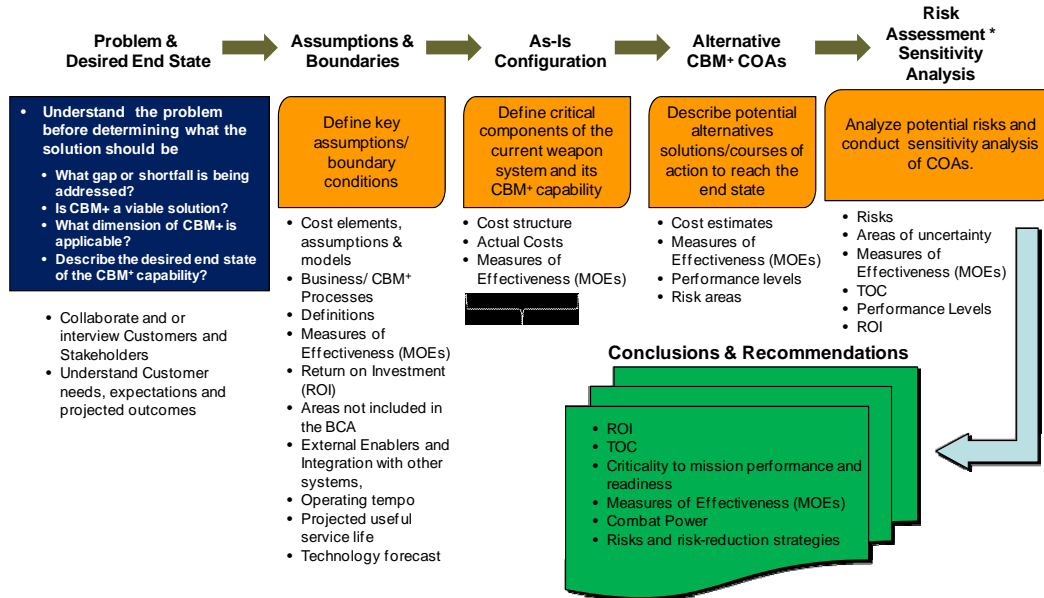 Problem &
Desired End State
Assumptions &
Boundaries
As-Is
Configuration
Alternative
CBM⁺ COAs
Risk
Assessment *
Sensitivity
Analysis
• Understand the problem
before determining what the
solution should be
• What gap or shortfall is being
addressed?
• Is CBM+ a viable solution?
• What dimension of CBM+ is
applicable?
• Describe the desired end state
of the CBM⁺ capability?
• Collaborate and or
interview Customers and
Stakeholders
• Understand Customer
needs, expectations and
projected outcomes
Define key
assumptions/
boundary
conditions
• Cost elements,
assumptions &
models
• Business/ CBM⁺
Processes
• Definitions
• Measures of
Effectiveness (MOEs)
• Return on Investment
(ROI)
• Areas not included in
the BCA
• External Enablers and
Integration with other
systems,
• Operating tempo
• Projected useful
service life
• Technology forecast
Define critical
components of the
current weapon
system and its
CBM⁺ capability
• Cost structure
• Actual Costs
• Measures of
Effectiveness (MOEs)
Describe potential
alternatives
solutions/courses of
action to reach the
end state
• Cost estimates
• Measures of
Effectiveness (MOEs)
• Performance levels
• Risk areas
Analyze potential risks and
conduct sensitivity analysis
of COAs.
• Risks
• Areas of uncertainty
• Measures of
Effectiveness (MOEs)
• TOC
• Performance Levels
• ROI
Conclusions & Recommendations
• ROI
• TOC
• Criticality to mission performance and
readiness
• Measures of Effectiveness (MOEs)
• Combat Power
• Risks and risk-reduction strategies